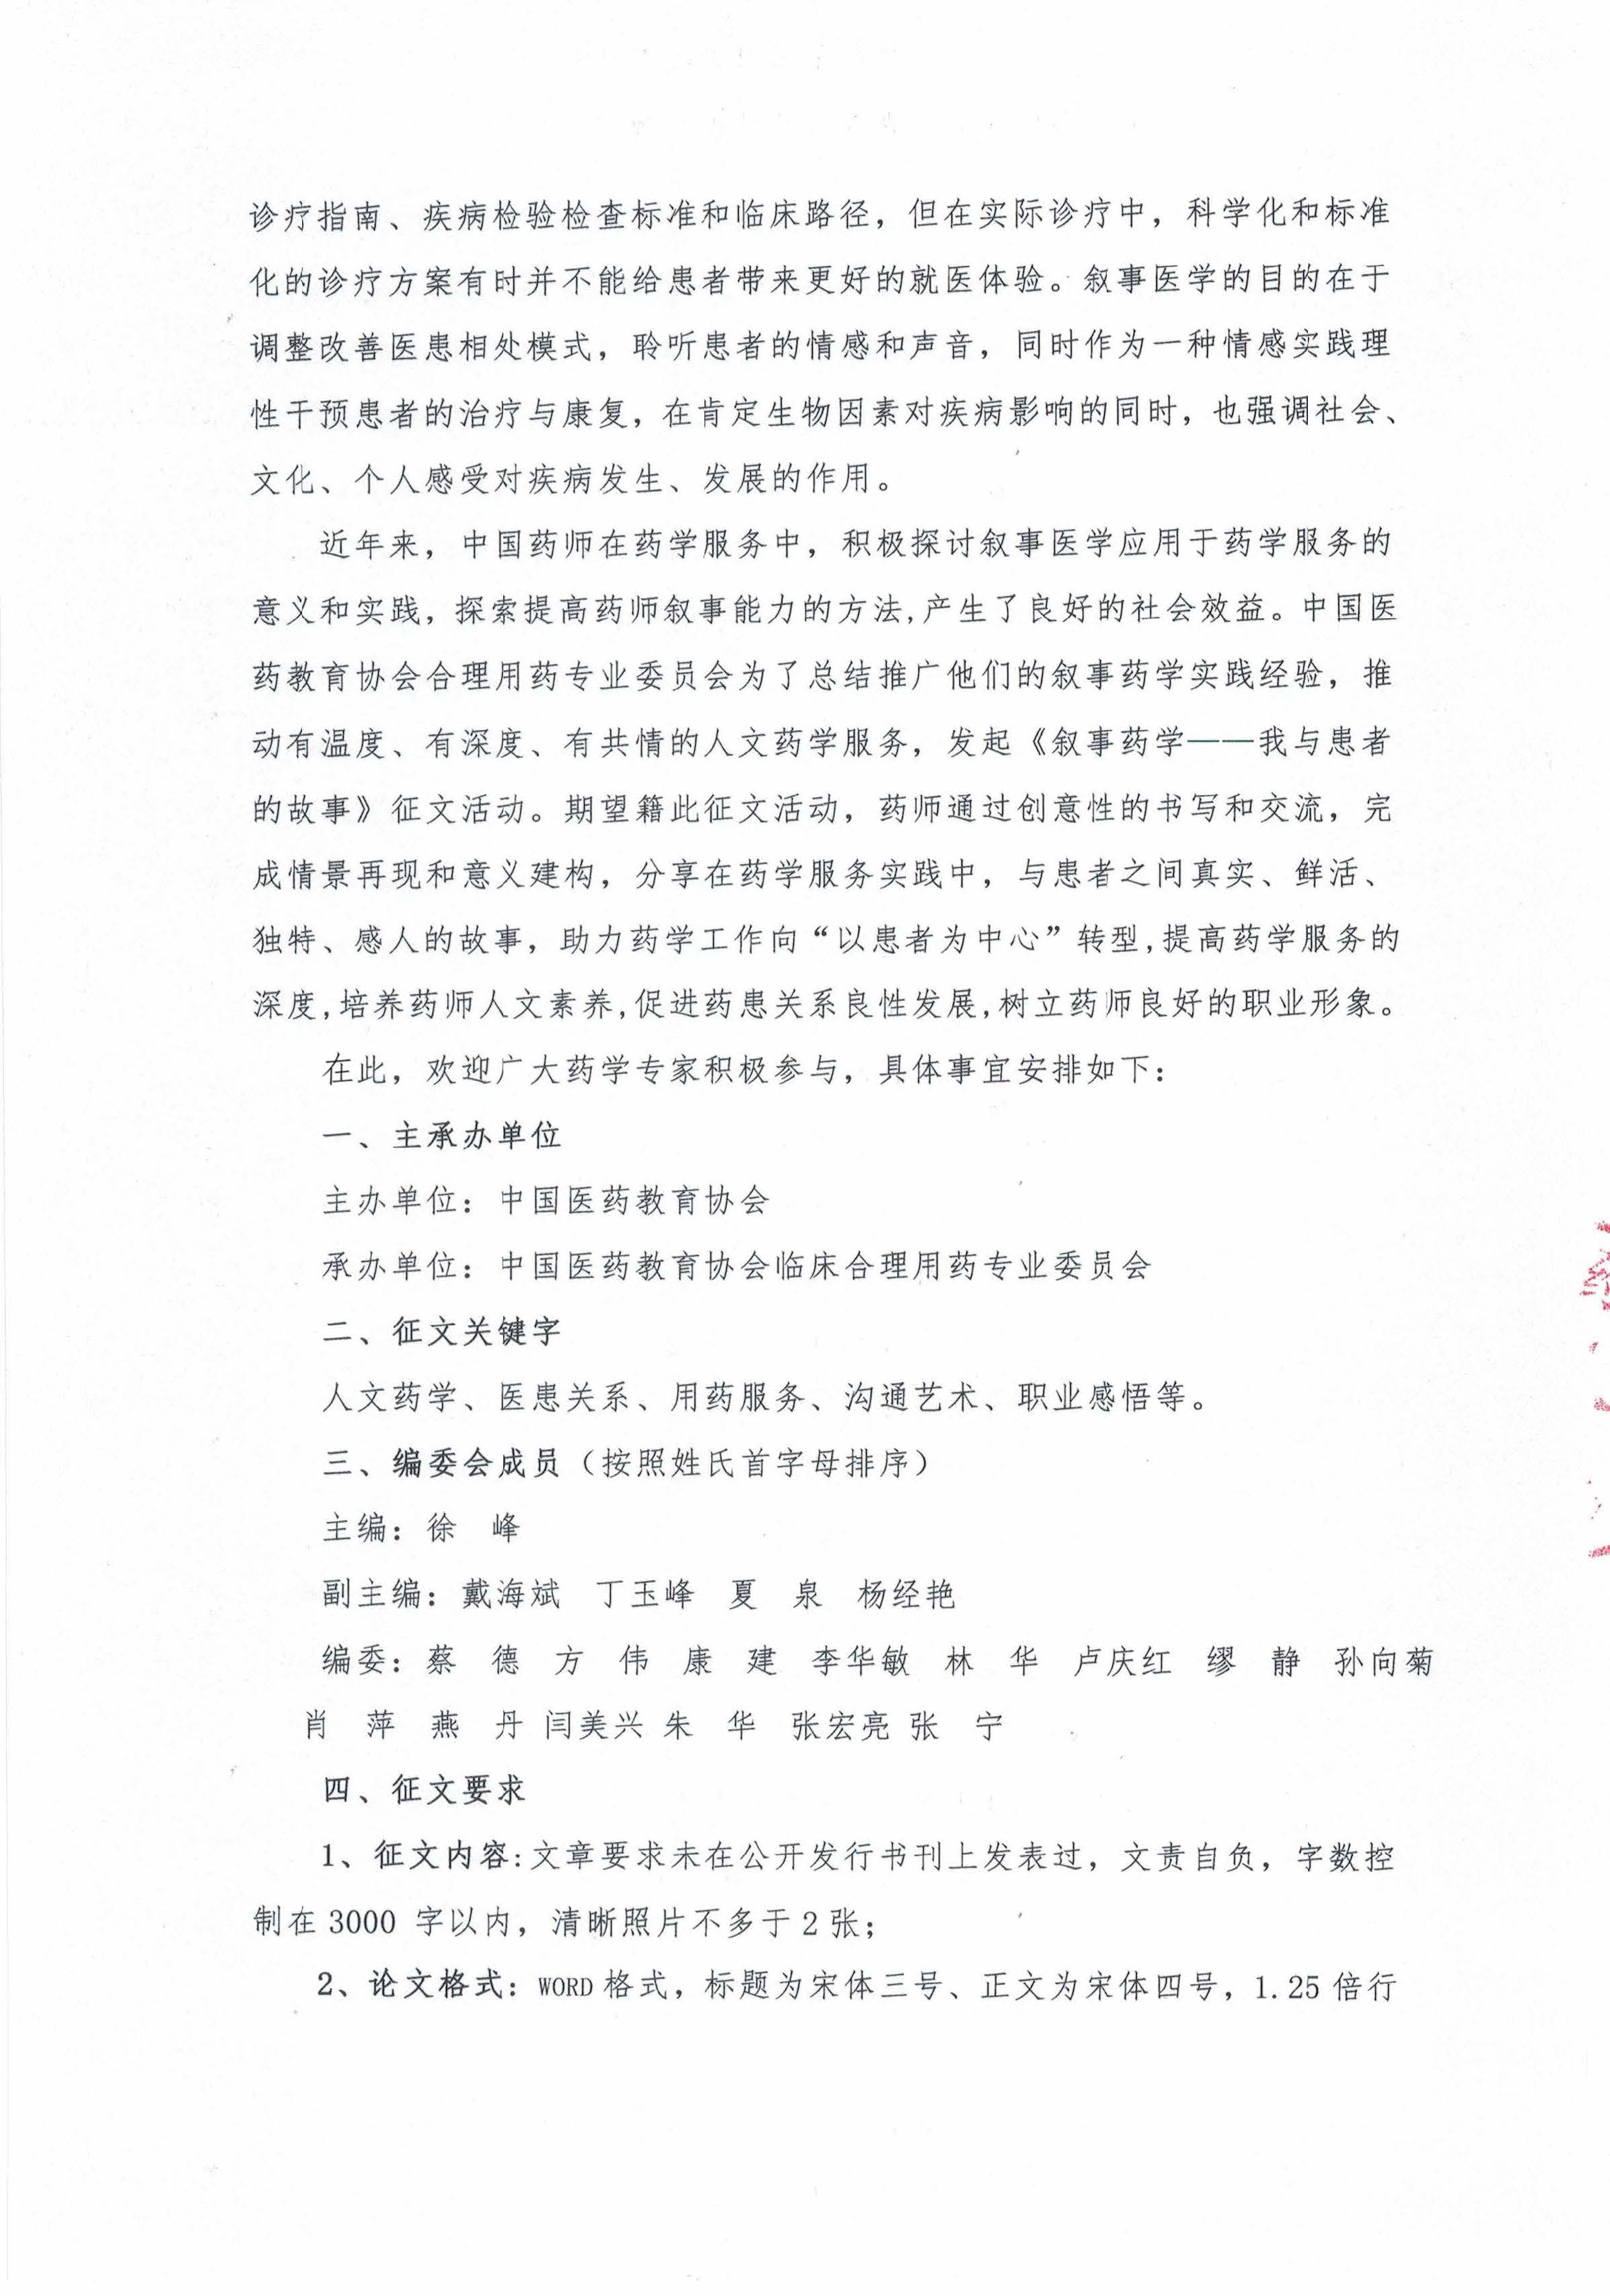 诊疗指南、疾病检验检查标准和临床路径，但在实际诊疗中，科学化和标准
化的诊疗方案有时并不能给患者带来更好的就医体验。叙事医学的目的在于
调整改善医患相处模式，聆听患者的情感和声音，同时作为一种情感实践理
性干预患者的治疗与康复，在肯定生物因素对疾病影响的同时，也强调社会、
文化、个人感受对疾病发生、发展的作用。
近年来，中国药师在药学服务中，积极探讨叙事医学应用于药学服务的
意义和实践，探索提高药师叙事能力的方法,产生了良好的社会效益。中国医
药教育协会合理用药专业委员会为了总结推广他们的叙事药学实践经验，推
动有温度、有深度、有共情的人文药学服务，发起《叙事药学——我与患者
的故事》征文活动。期望籍此征文活动，药师通过创意性的书写和交流，完
成情景再现和意义建构，分享在药学服务实践中，与患者之间真实、鲜活、
独特、感人的故事，助力药学工作向“以患者为中心”转型,提高药学服务的
深度,培养药师人文素养,促进药患关系良性发展,树立药师良好的职业形象。
在此，欢迎广大药学专家积极参与，具体事宜安排如下：
一、主承办单位
主办单位：中国医药教育协会
承办单位：中国医药教育协会临床合理用药专业委员会
二、征文关键字
人文药学、医患关系、用药服务、沟通艺术、职业感悟等。
三、编委会成员（按照姓氏首字母排序）
主编：徐　峰
副主编：戴海斌　丁玉峰　夏　泉　杨经艳
编委：蔡　德　方　伟　康　建　李华敏　林　华　卢庆红　缪　静　孙向菊
肖　萍　燕　丹 闫美兴 朱　华　张宏亮 张　宁
四、征文要求
1、征文内容:文章要求未在公开发行书刊上发表过，文责自负，字数控
制在 3000 字以内，清晰照片不多于 2 张；
2、论文格式：WORD 格式，标题为宋体三号、正文为宋体四号，1.25 倍行